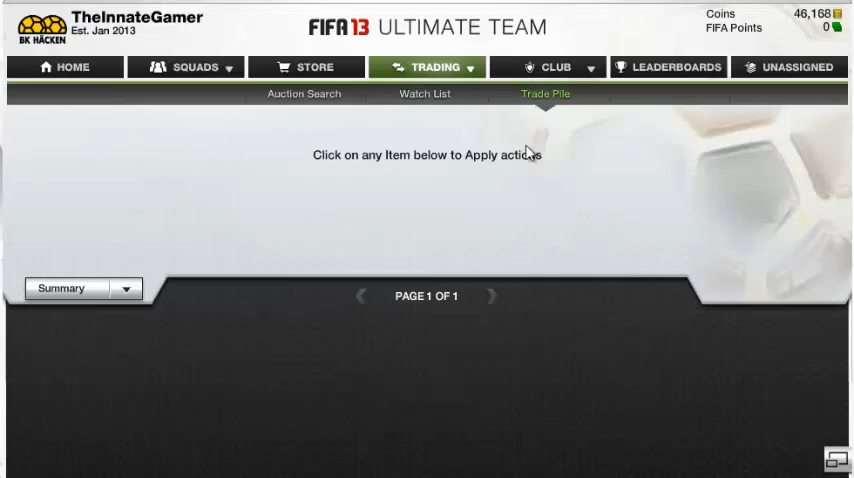 TheInnateGamer
Est. Jan 2013
BK HÄCKEN
FIFA 13 ULTIMATE TEAM
Coins 46,168
FIFA Points 0
HOME SQUADS STORE TRADING CLUB LEADERBOARDS UNASSIGNED
Auction Search Watch List Trade Pile
Click on any Item below to Apply actions
Summary
PAGE 1 OF 1